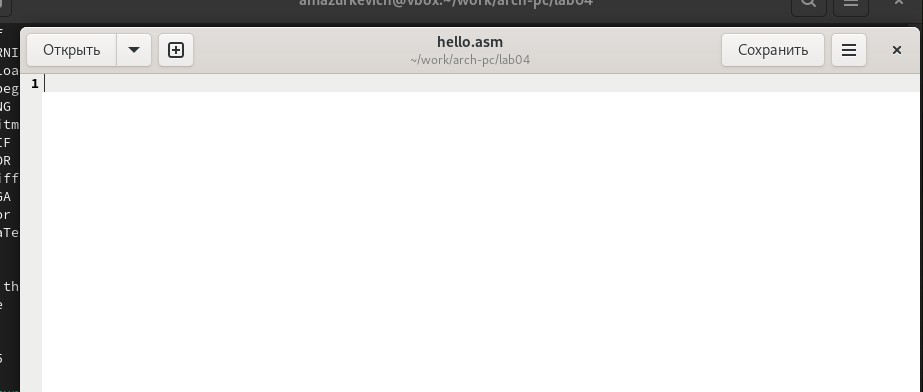 amazurkevich@vbox:~/work/arch-pc/lab04
Открыть
hello.asm
~/work/arch-pc/lab04
Сохранить
1